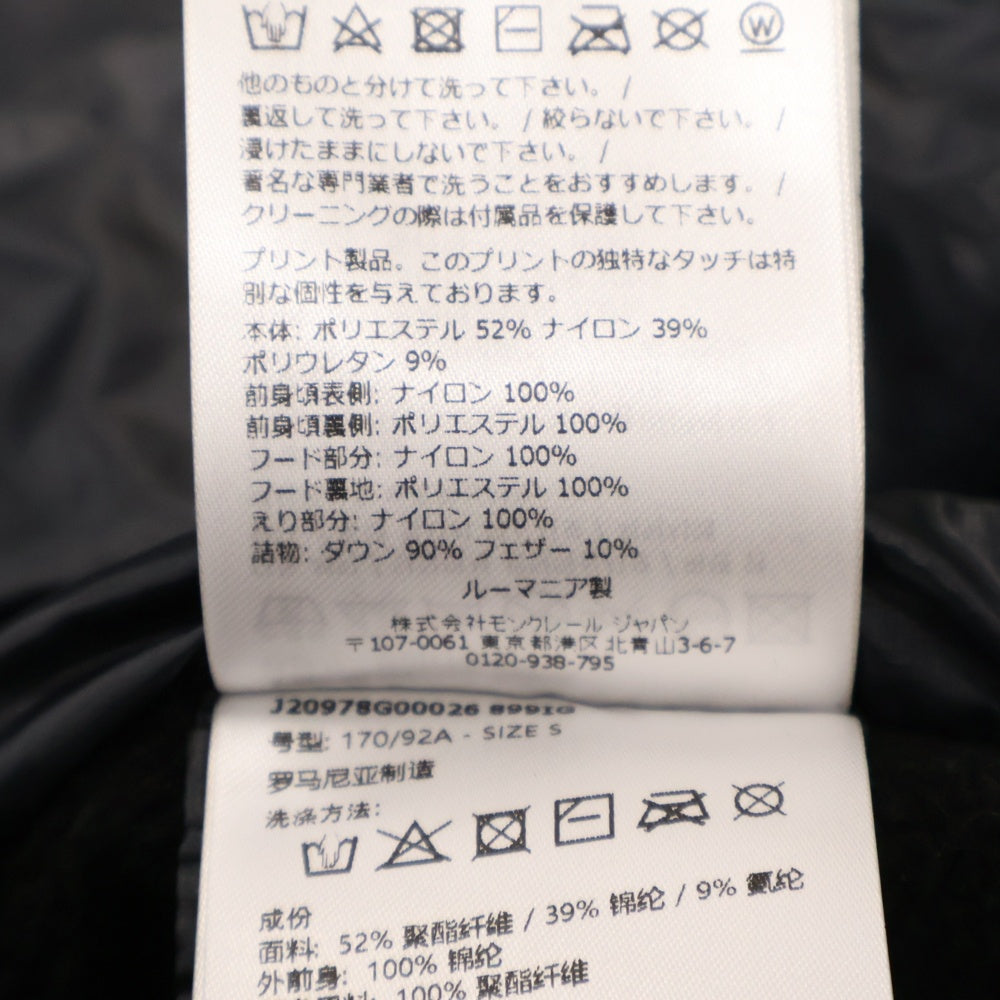 W
他のものと分けて洗って下さい。 /
裏返して洗って下さい。 / 絞らないで下さい。 /
浸けたままにしないで下さい。 /
著名な専門業者で洗うことをおすすめします。 /
クリーニングの際は付属品を保護して下さい。
プリント製品。このプリントの独特なタッチは特
別な個性を与えております。
本体: ポリエステル 52% ナイロン 39%
ポリウレタン 9%
前身頃表側: ナイロン 100%
前身頃裏側: ポリエステル 100%
フード部分: ナイロン 100%
フード裏地: ポリエステル 100%
えり部分: ナイロン 100%
詰物: ダウン 90% フェザー 10%
ルーマニア製
株式会社モンクレール ジャパン
〒107-0061 東京都港区北青山3-6-7
0120-938-795
J20978G00026 899IG
号型: 170/92A - SIZE S
罗马尼亚制造
洗涤方法:
成份
面料: 52% 聚酯纤维 / 39% 锦纶 / 9% 氨纶
外前身: 100% 锦纶
100% 聚酯纤维